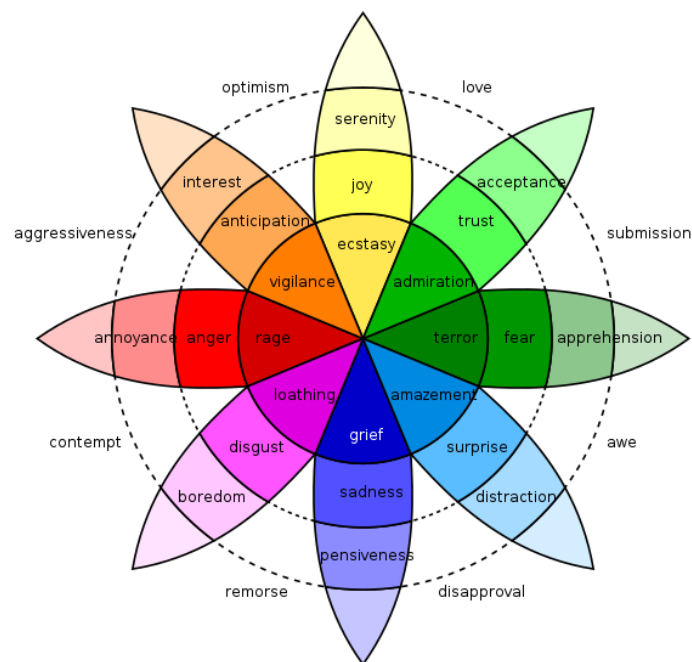 optimism
love
serenity
interest
joy
acceptance
anticipation
trust
aggressiveness
submission
ecstasy
vigilance
admiration
annoyance
anger
rage
terror
fear
apprehension
loathing
amazement
grief
contempt
disgust
surprise
awe
boredom
sadness
distraction
pensiveness
remorse
disapproval